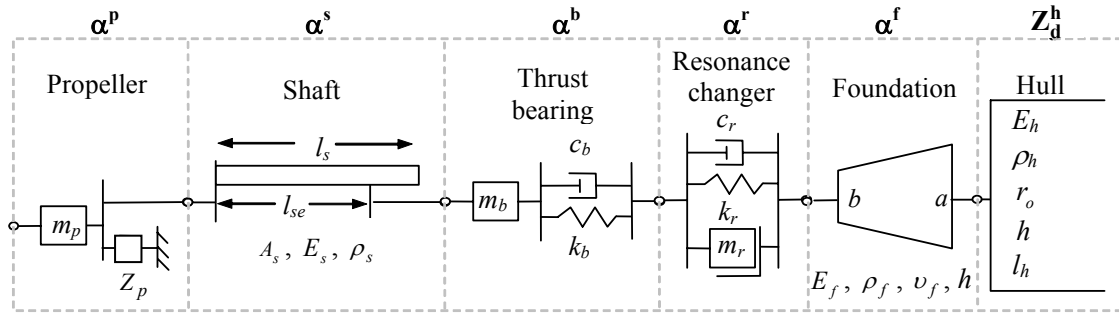 α^p α^s α^b α^r α^f Z_d^h
Propeller
Shaft
Thrust
bearing
Resonance
changer
Foundation
Hull
m_p
Z_p
l_s
l_se
A_s , E_s , ρ_s
m_b
c_b
k_b
c_r
k_r
m_r
b a
E_f , ρ_f , υ_f , h
E_h
ρ_h
r_o
h
l_h